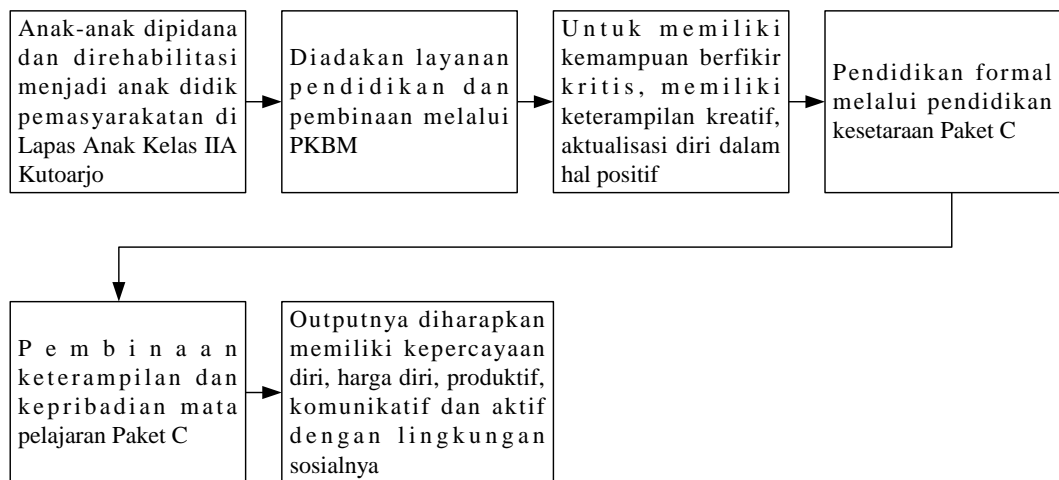 Anak-anak dipidana
dan direhabilitasi
menjadi anak didik
pemasyarakatan di
Lapas Anak Kelas IIA
Kutoarjo
Diadakan layanan
pendidikan dan
pembinaan melalui
PKBM
Untuk memiliki
kemampuan berfikir
kritis, memiliki
keterampilan kreatif,
aktualisasi diri dalam
hal positif
Pendidikan formal
melalui pendidikan
kesetaraan Paket C
Pembinaan
keterampilan dan
kepribadian mata
pelajaran Paket C
Outputnya diharapkan
memiliki kepercayaan
diri, harga diri, produktif,
komunikatif dan aktif
dengan lingkungan
sosialnya